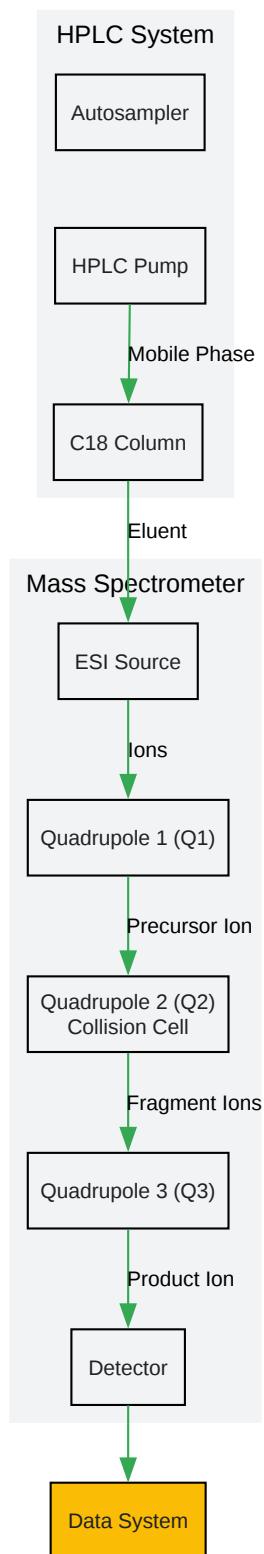 HPLC System
Autosampler
HPLC Pump
Mobile Phase
C18 Column
Eluent
Mass Spectrometer
ESI Source
Ions
Quadrupole 1 (Q1)
Precursor Ion
Quadrupole 2 (Q2)
Collision Cell
Fragment Ions
Quadrupole 3 (Q3)
Product Ion
Detector
Data System